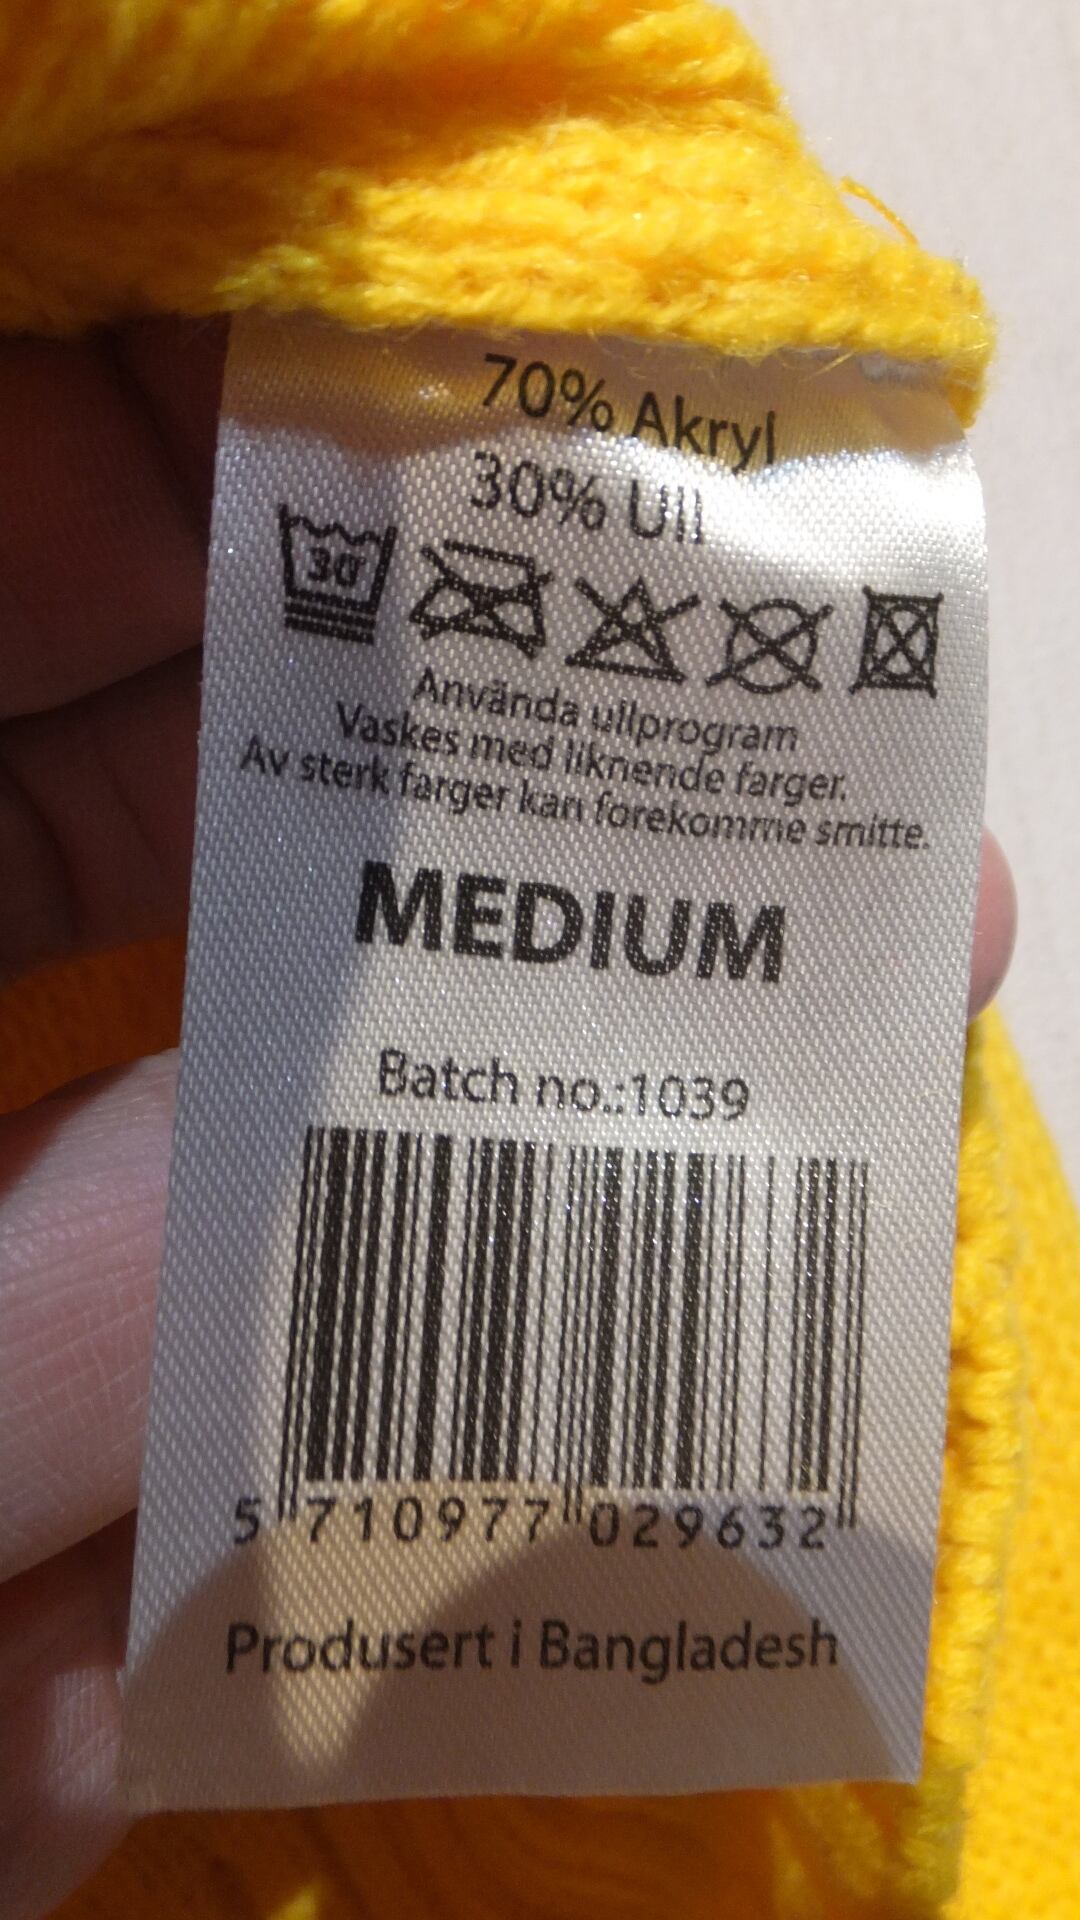 70% Akryl
30% Ull
30
Använda ullprogram
Vaskes med liknende farger.
Av sterk farger kan forekomme smitte.
MEDIUM
Batch no.:1039
5 710977 029632
Produsert i Bangladesh